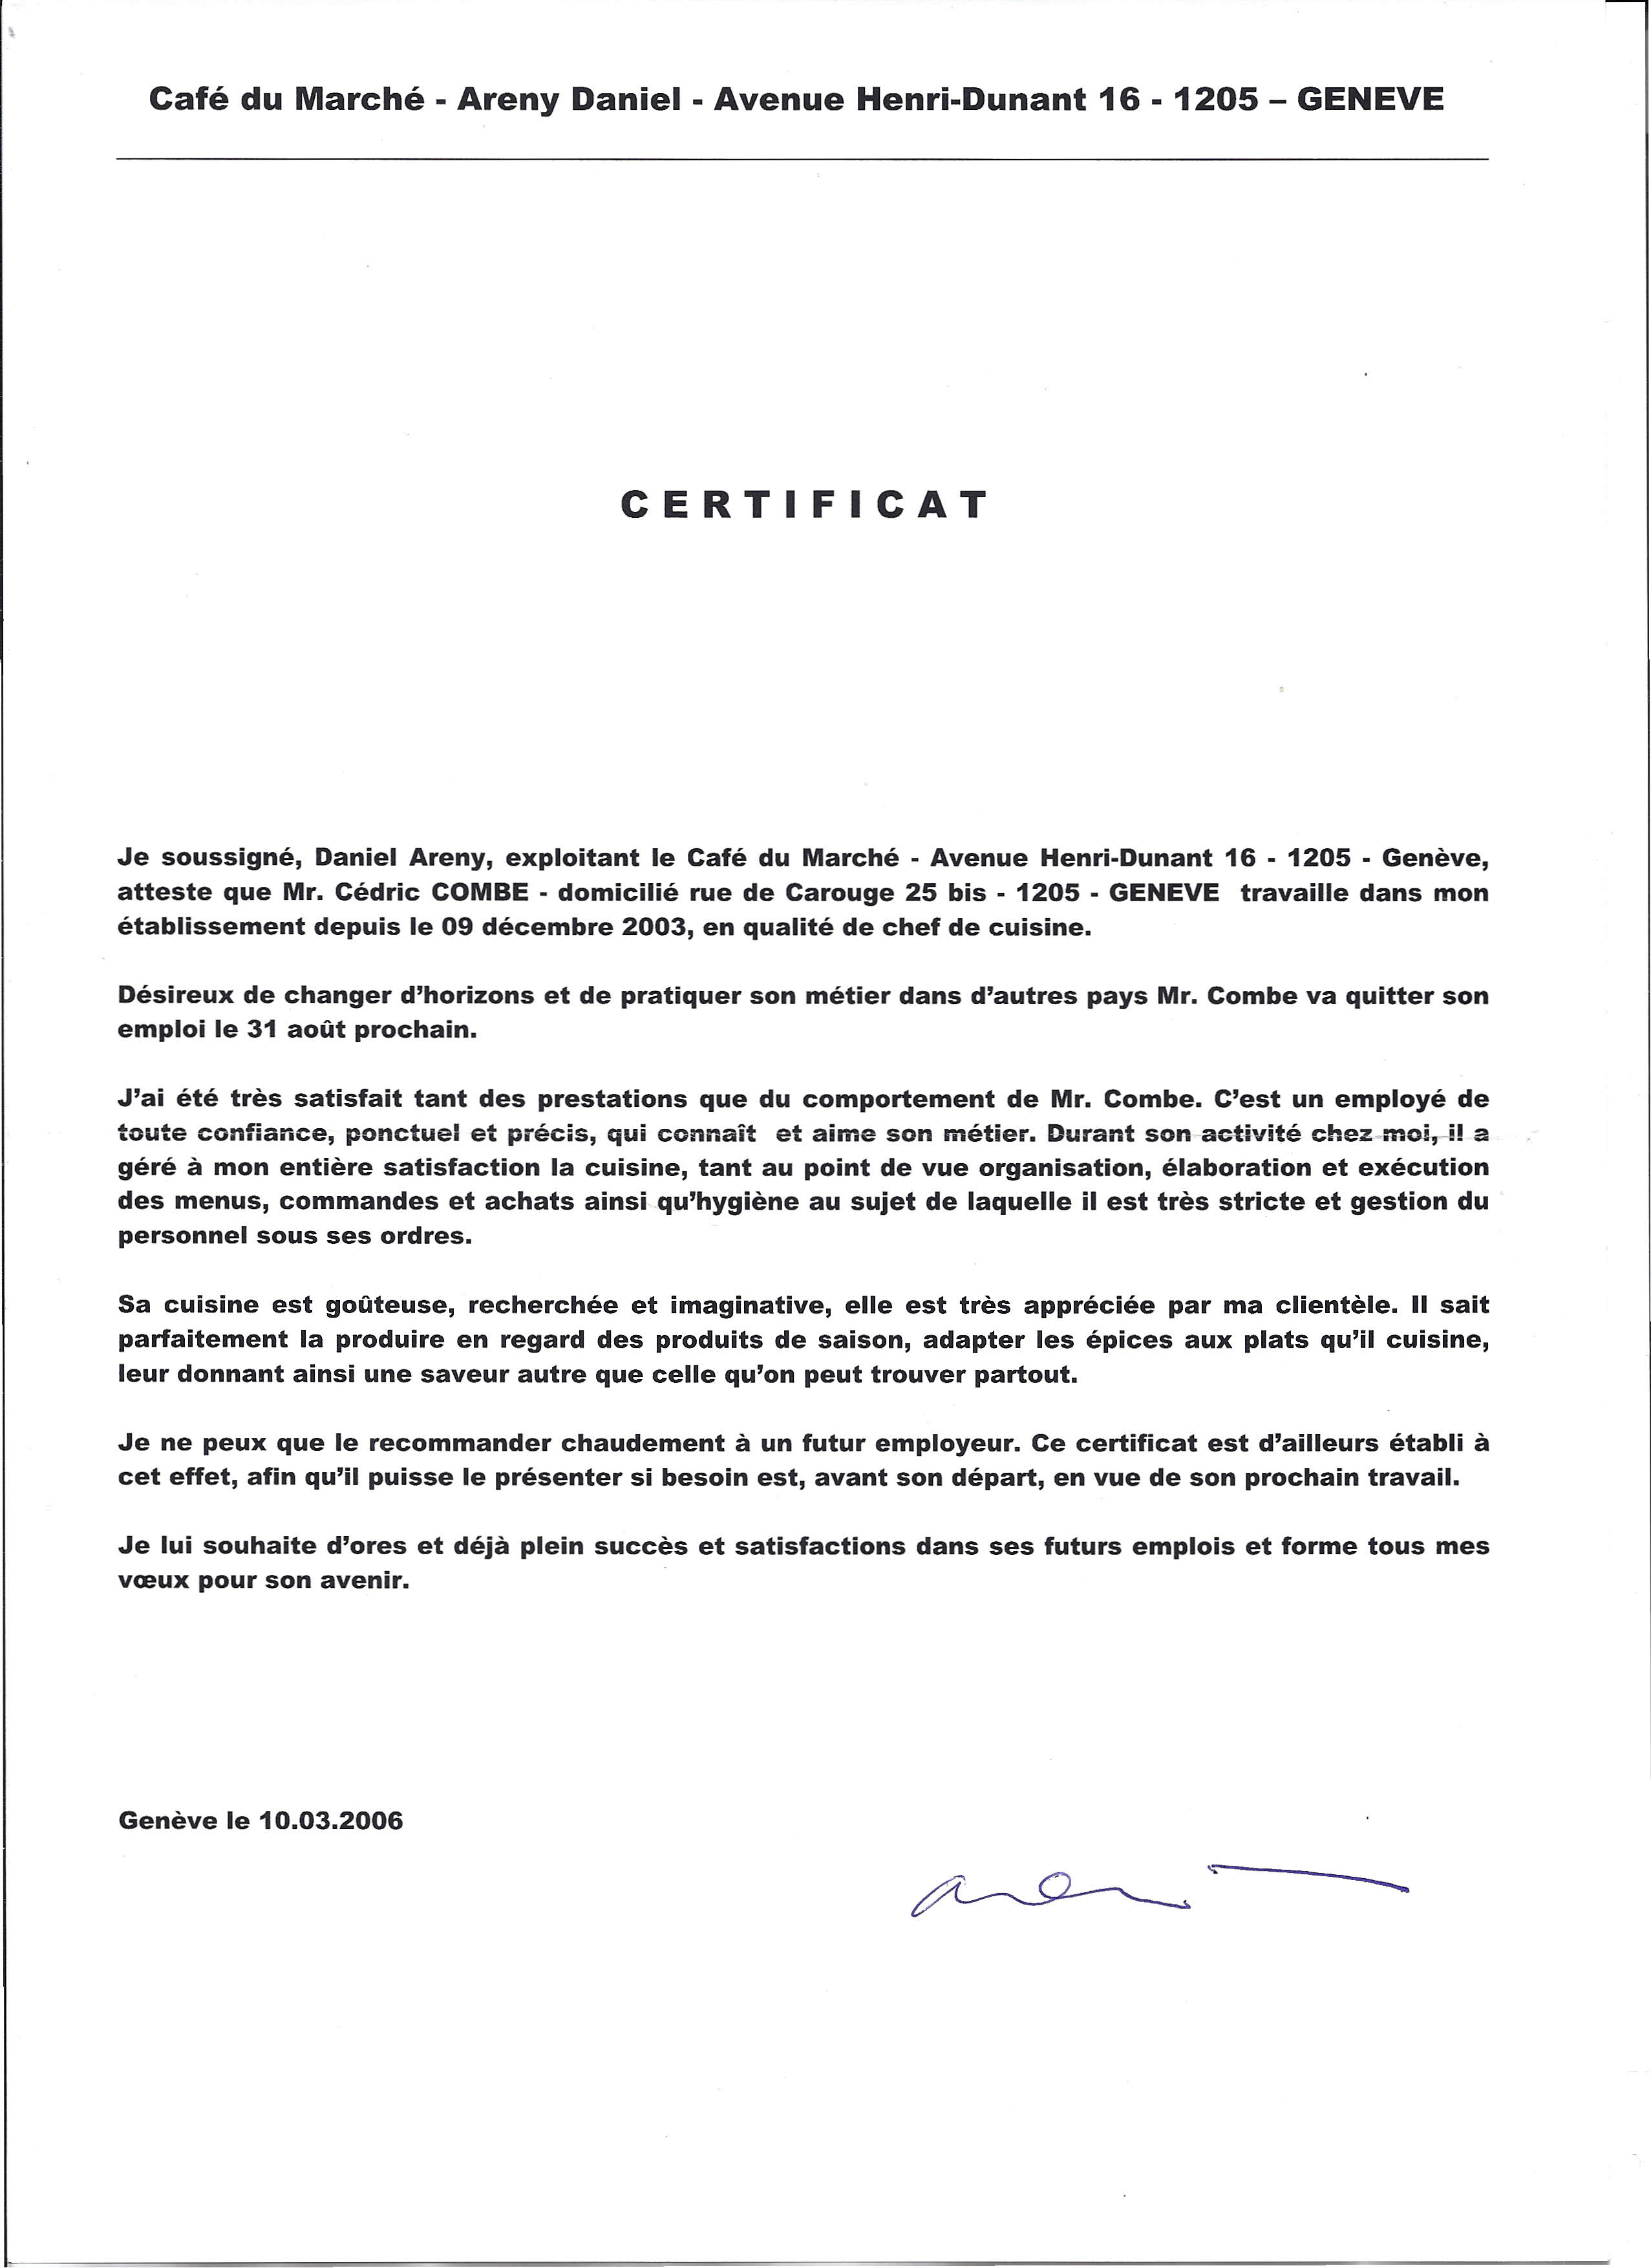 Café du Marché - Areny Daniel - Avenue Henri-Dunant 16 - 1205 – GENEVE
CERTIFICAT
Je soussigné, Daniel Areny, exploitant le Café du Marché - Avenue Henri-Dunant 16 - 1205 - Genève,
atteste que Mr. Cédric COMBE - domicilié rue de Carouge 25 bis - 1205 - GENEVE travaille dans mon
établissement depuis le 09 décembre 2003, en qualité de chef de cuisine.
Désireux de changer d’horizons et de pratiquer son métier dans d’autres pays Mr. Combe va quitter son
emploi le 31 août prochain.
J’ai été très satisfait tant des prestations que du comportement de Mr. Combe. C’est un employé de
toute confiance, ponctuel et précis, qui connaît et aime son métier. Durant son activité chez moi, il a
géré à mon entière satisfaction la cuisine, tant au point de vue organisation, élaboration et exécution
des menus, commandes et achats ainsi qu’hygiène au sujet de laquelle il est très stricte et gestion du
personnel sous ses ordres.
Sa cuisine est goûteuse, recherchée et imaginative, elle est très appréciée par ma clientèle. Il sait
parfaitement la produire en regard des produits de saison, adapter les épices aux plats qu’il cuisine,
leur donnant ainsi une saveur autre que celle qu’on peut trouver partout.
Je ne peux que le recommander chaudement à un futur employeur. Ce certificat est d’ailleurs établi à
cet effet, afin qu’il puisse le présenter si besoin est, avant son départ, en vue de son prochain travail.
Je lui souhaite d’ores et déjà plein succès et satisfactions dans ses futurs emplois et forme tous mes
vœux pour son avenir.
Genève le 10.03.2006